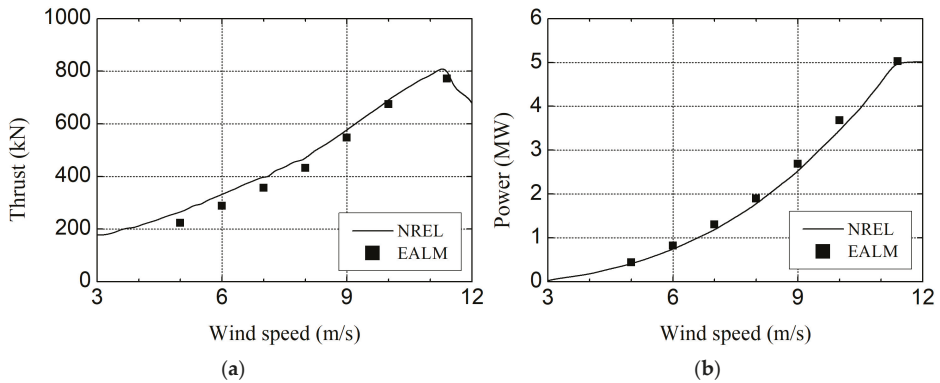 1000
800
600
400
200
0
Thrust (kN)
3
6
9
12
Wind speed (m/s)
NREL
EALM
(a)
6
5
4
3
2
1
0
Power (MW)
3
6
9
12
Wind speed (m/s)
NREL
EALM
(b)